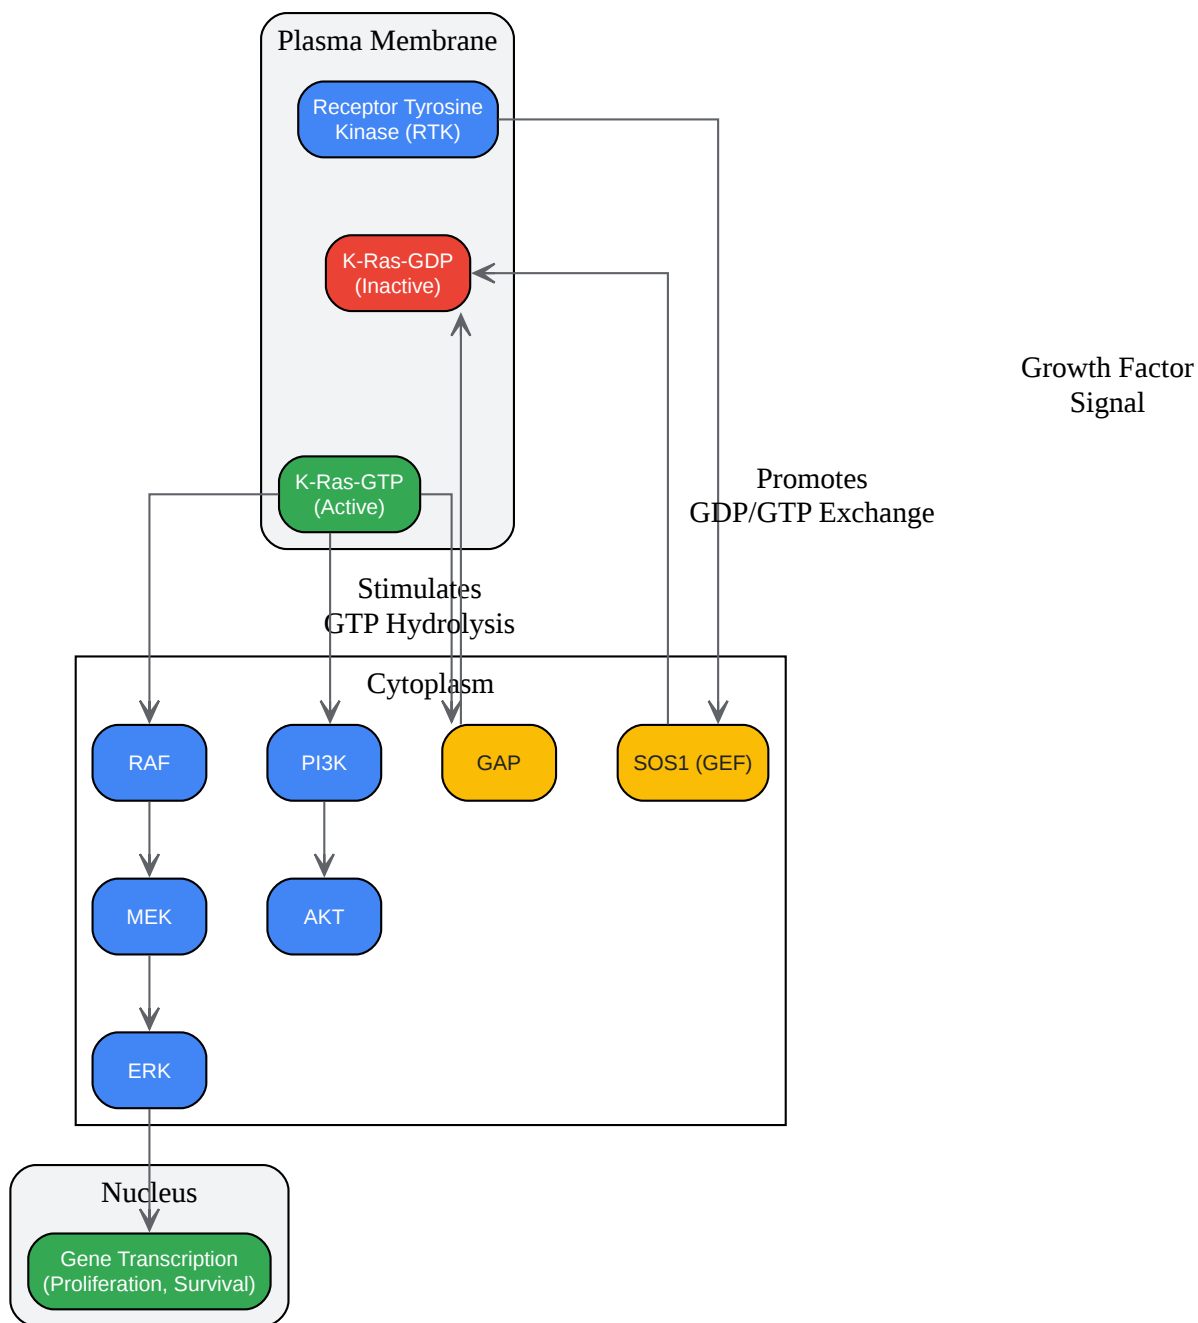 Plasma Membrane
Receptor Tyrosine
Kinase (RTK)
K-Ras-GDP
(Inactive)
Growth Factor
Signal
K-Ras-GTP
(Active)
Promotes
GDP/GTP Exchange
Stimulates
GTP Hydrolysis
Cytoplasm
RAF
PI3K
GAP
SOS1 (GEF)
MEK
AKT
ERK
Nucleus
Gene Transcription
(Proliferation, Survival)